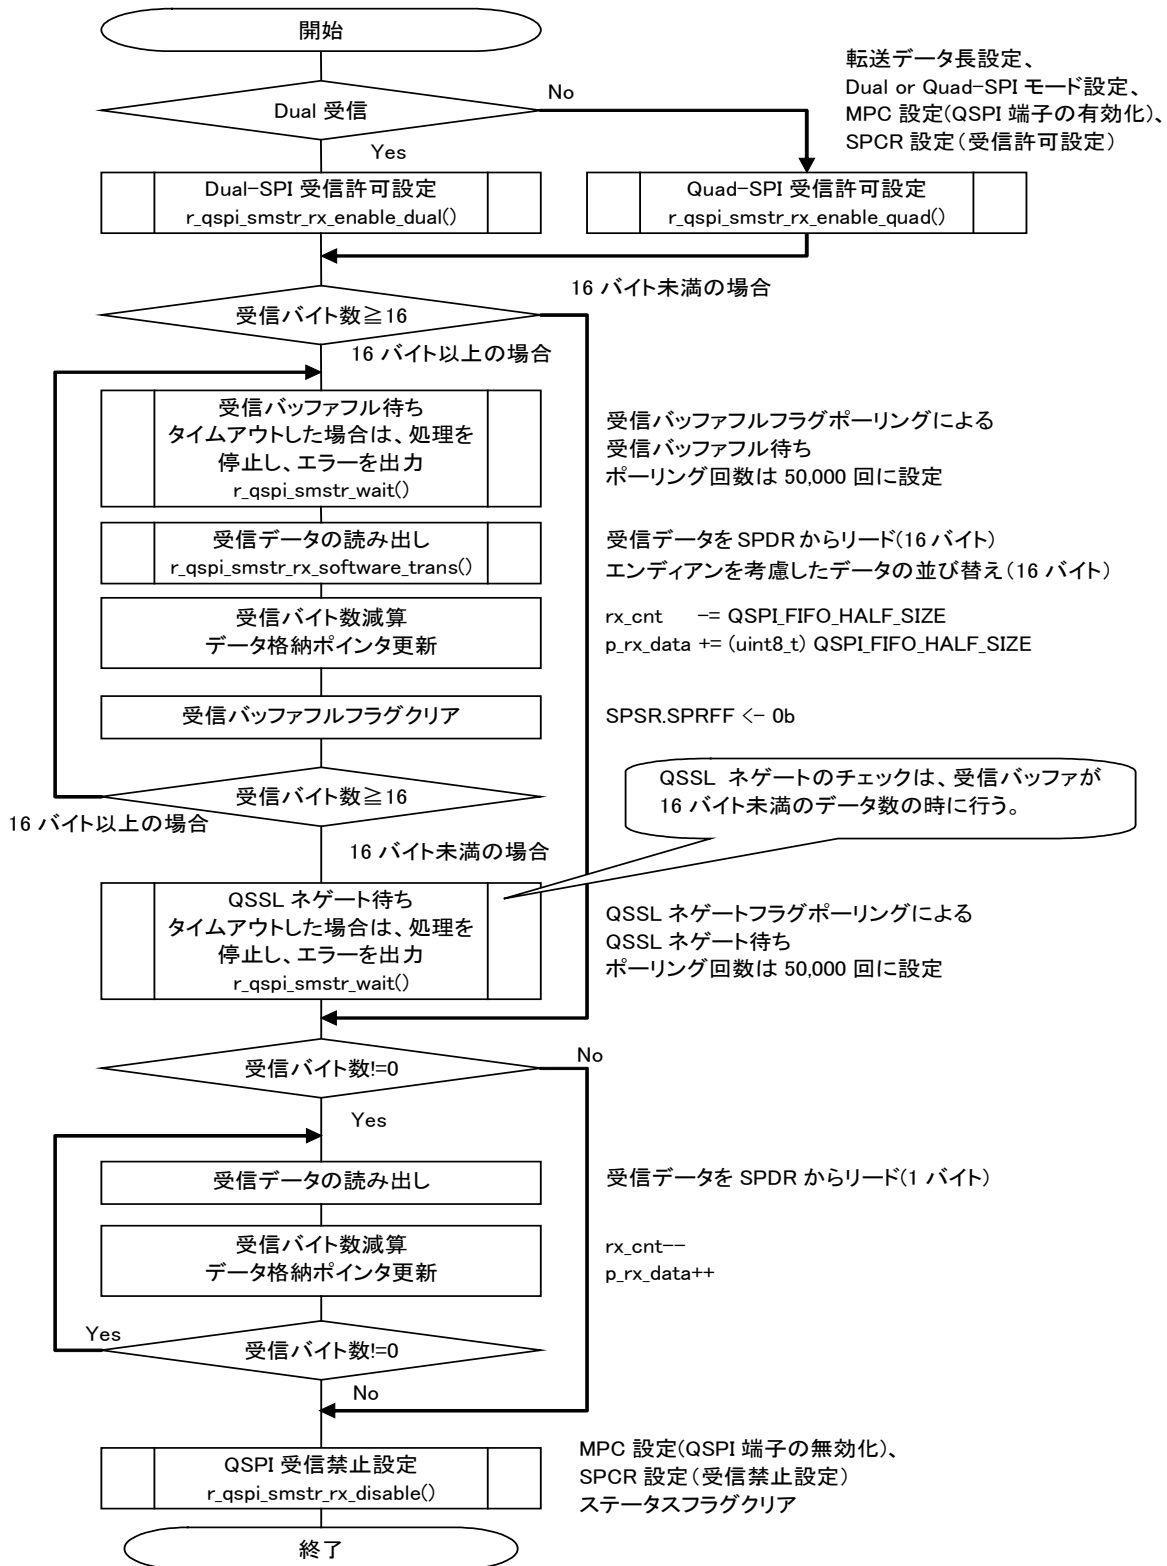 開始
転送データ長設定、
Dual or Quad-SPI モード設定、
MPC 設定(QSPI 端子の有効化)、
SPCR 設定(受信許可設定)
Dual 受信
No
Yes
Dual-SPI 受信許可設定
r_qspi_smstr_rx_enable_dual()
Quad-SPI 受信許可設定
r_qspi_smstr_rx_enable_quad()
16 バイト未満の場合
受信バイト数≧16
16 バイト以上の場合
受信バッファフル待ち
タイムアウトした場合は、処理を
停止し、エラーを出力
r_qspi_smstr_wait()
受信バッファフルフラグポーリングによる
受信バッファフル待ち
ポーリング回数は 50,000 回に設定
受信データの読み出し
r_qspi_smstr_rx_software_trans()
受信データを SPDR からリード(16 バイト)
エンディアンを考慮したデータの並び替え(16 バイト)
受信バイト数減算
データ格納ポインタ更新
rx_cnt -= QSPI_FIFO_HALF_SIZE
p_rx_data += (uint8_t) QSPI_FIFO_HALF_SIZE
受信バッファフルフラグクリア
SPSR.SPRFF <- 0b
受信バイト数≧16
16 バイト以上の場合
16 バイト未満の場合
QSSL ネゲートのチェックは、受信バッファが
16 バイト未満のデータ数の時に行う。
QSSL ネゲート待ち
タイムアウトした場合は、処理を
停止し、エラーを出力
r_qspi_smstr_wait()
QSSL ネゲートフラグポーリングによる
QSSL ネゲート待ち
ポーリング回数は 50,000 回に設定
受信バイト数!=0
No
Yes
受信データの読み出し
受信データを SPDR からリード(1 バイト)
受信バイト数減算
データ格納ポインタ更新
rx_cnt--
p_rx_data++
Yes
受信バイト数!=0
No
QSPI 受信禁止設定
r_qspi_smstr_rx_disable()
MPC 設定(QSPI 端子の無効化)、
SPCR 設定(受信禁止設定)
ステータスフラグクリア
終了